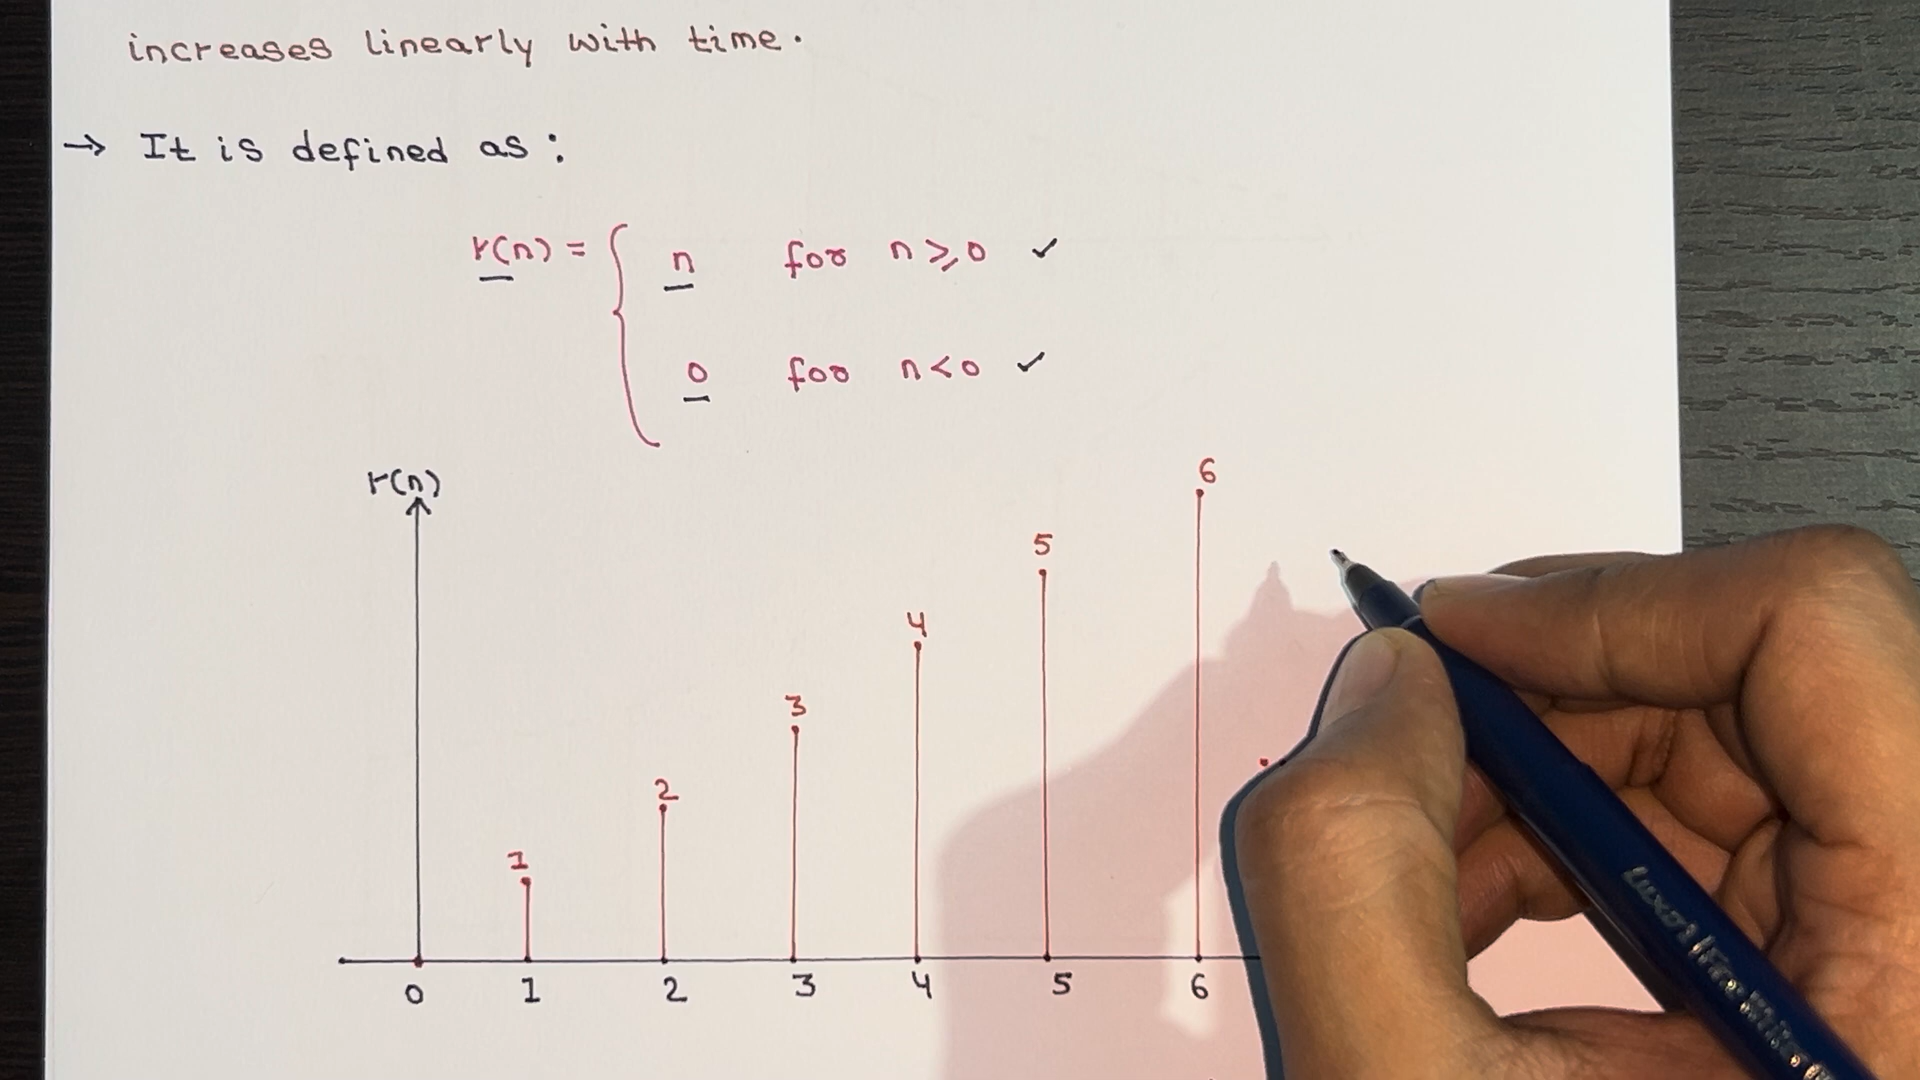 increases linearly with time.
→ It is defined as :
r(n) = { n for n ⩾ 0 ✓
0 for n < 0 ✓
r(n)
6
5
4
3
2
1
0 1 2 3 4 5 6
Luxor